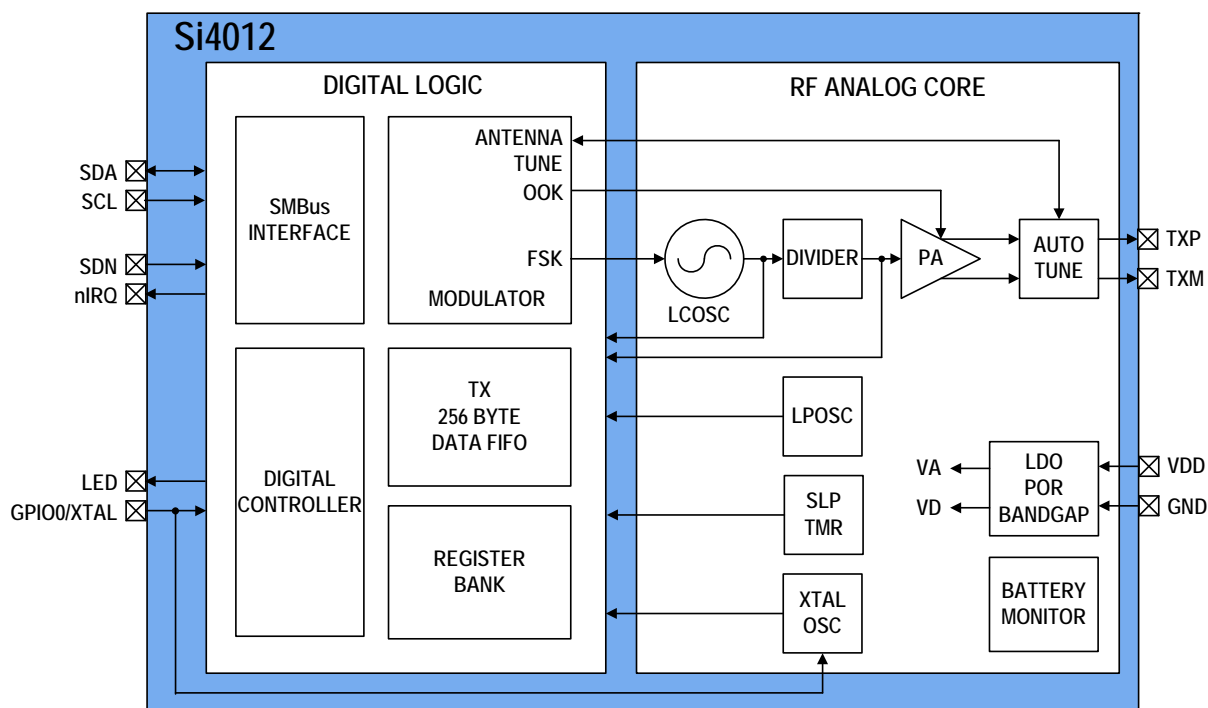 Si4012
DIGITAL LOGIC
RF ANALOG CORE
SDA
SCL
SDN
nIRQ
LED
GPIO0/XTAL
SMBus
INTERFACE
ANTENNA
TUNE
OOK
FSK
MODULATOR
DIGITAL
CONTROLLER
TX
256 BYTE
DATA FIFO
REGISTER
BANK
LCOSC
DIVIDER
PA
AUTO
TUNE
TXP
TXM
LPOSC
SLP
TMR
XTAL
OSC
VA
VD
LDO
POR
BANDGAP
VDD
GND
BATTERY
MONITOR